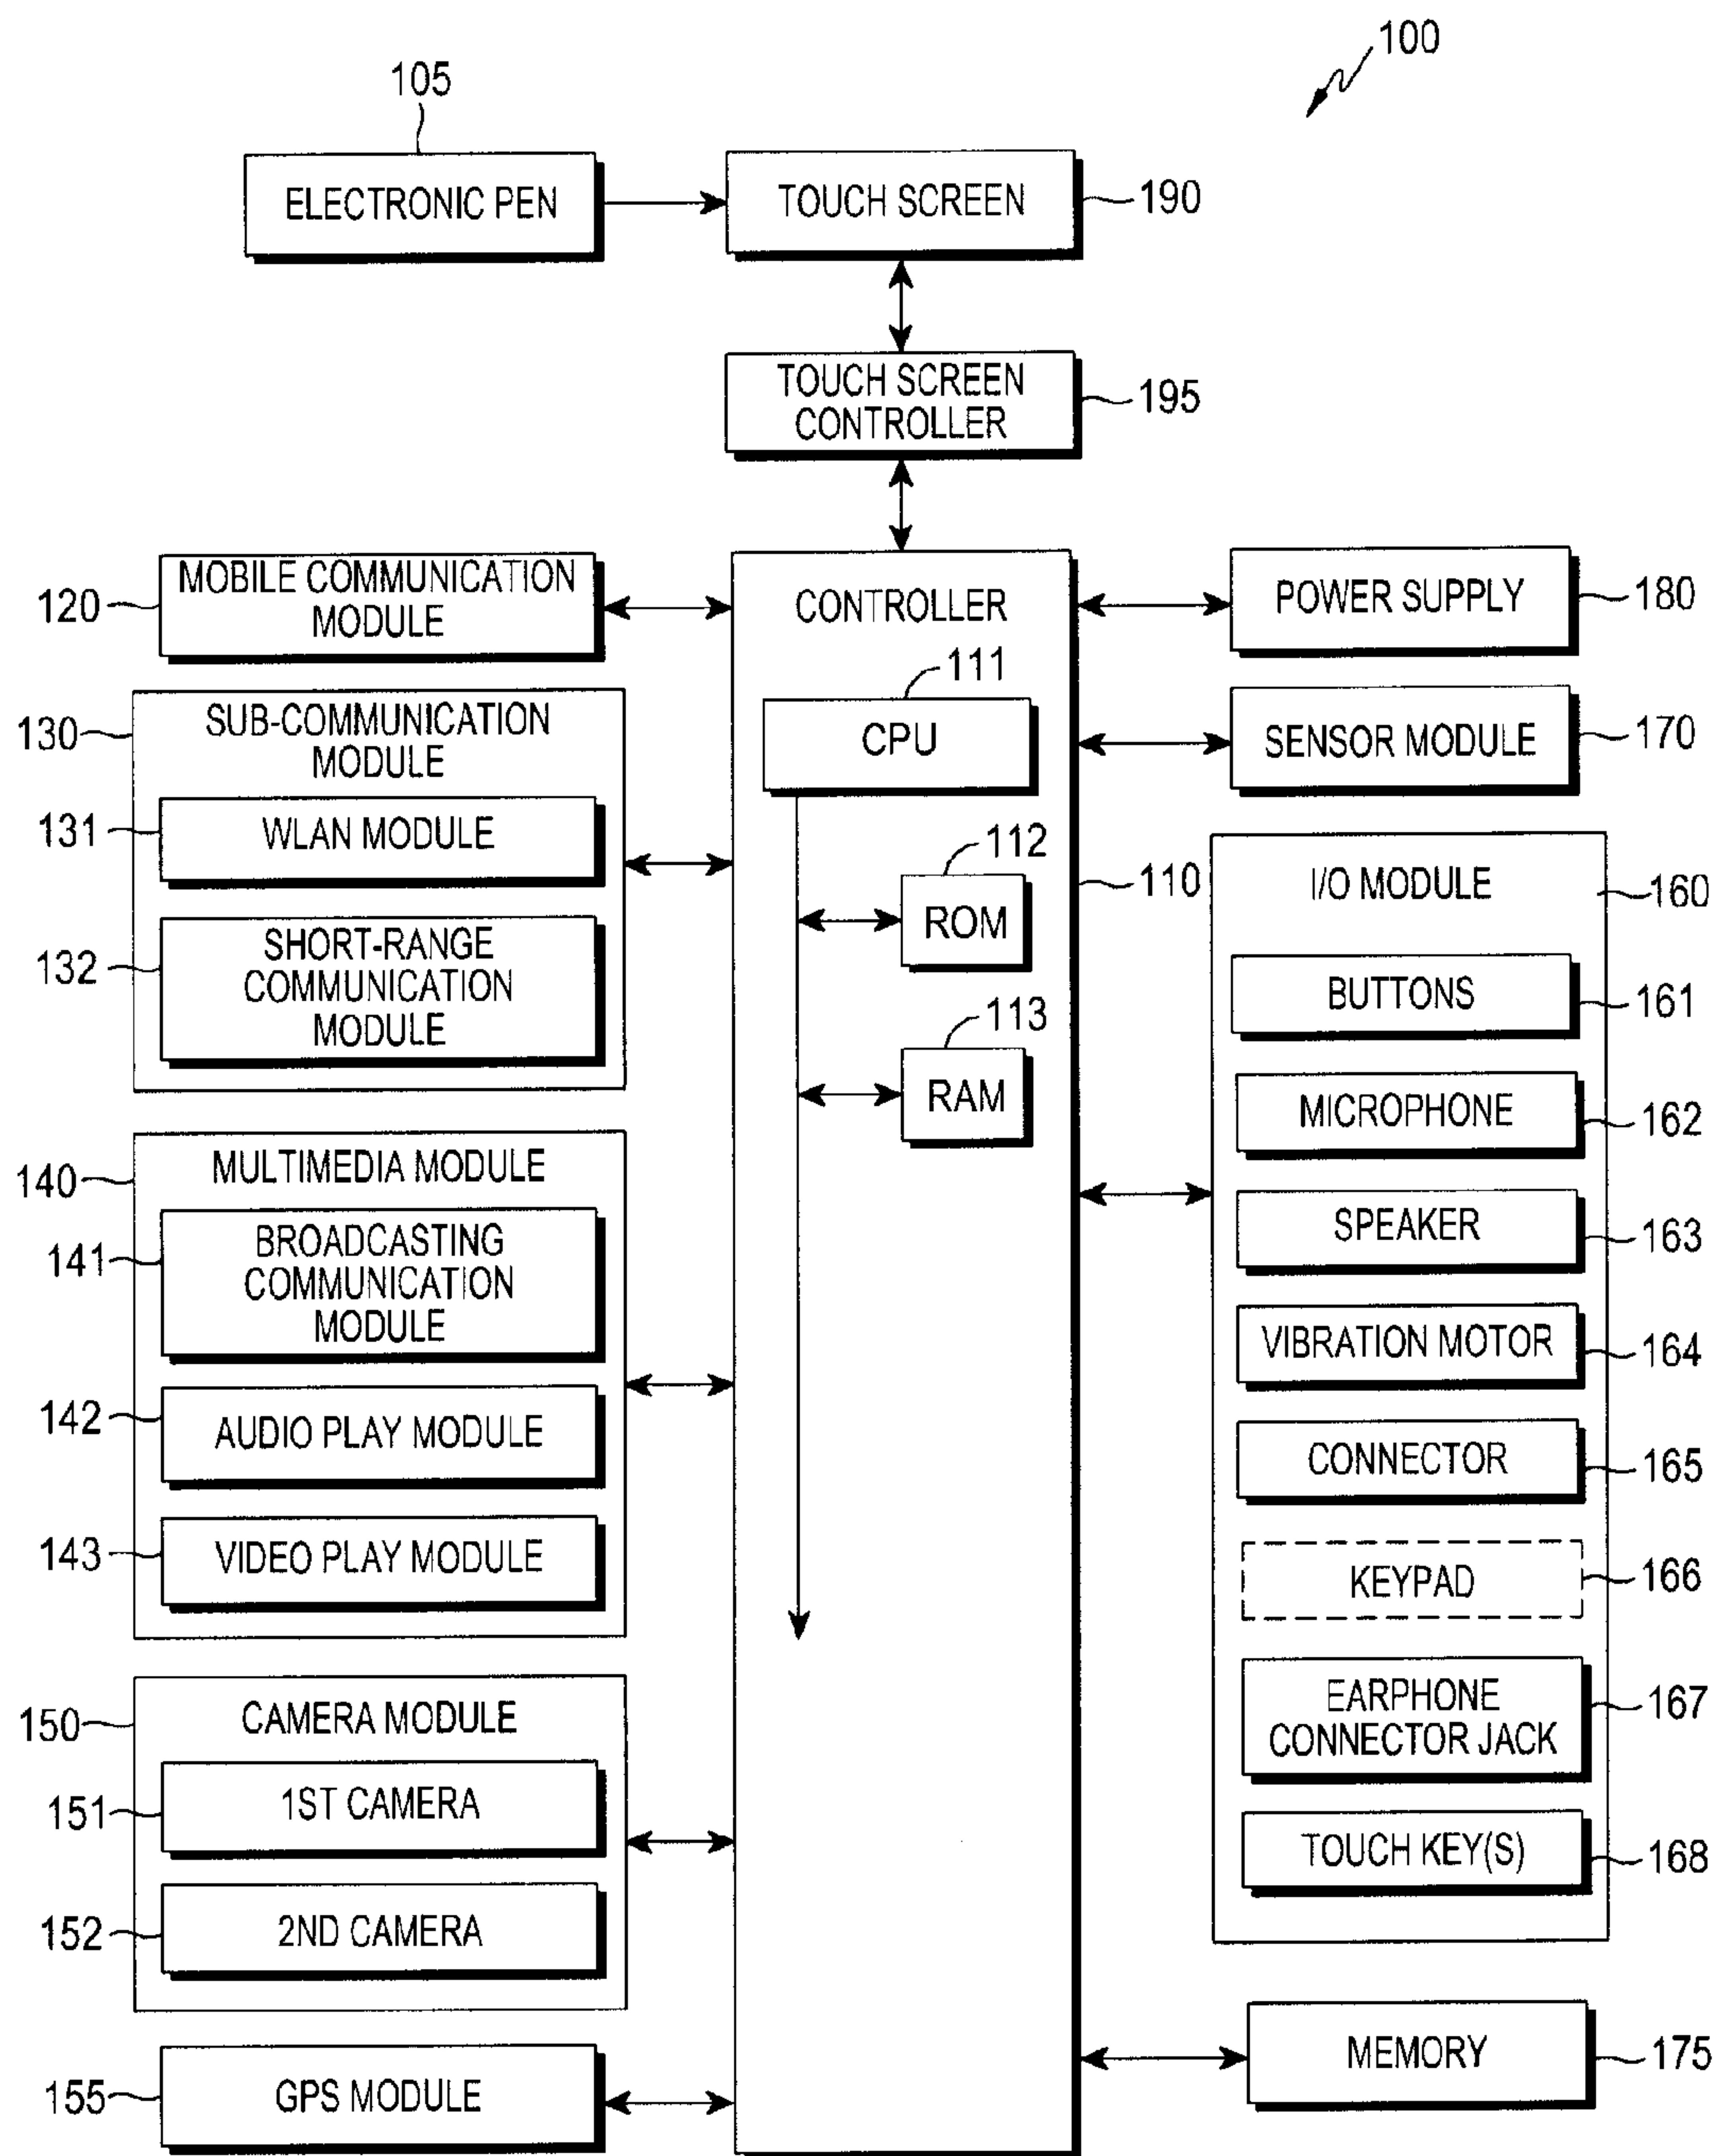 100
105
ELECTRONIC PEN
TOUCH SCREEN
190
TOUCH SCREEN
CONTROLLER
195
120
MOBILE COMMUNICATION
MODULE
130
SUB-COMMUNICATION
MODULE
131
WLAN MODULE
132
SHORT-RANGE
COMMUNICATION
MODULE
140
MULTIMEDIA MODULE
141
BROADCASTING
COMMUNICATION
MODULE
142
AUDIO PLAY MODULE
143
VIDEO PLAY MODULE
150
CAMERA MODULE
151
1ST CAMERA
152
2ND CAMERA
155
GPS MODULE
CONTROLLER
111
CPU
112
ROM
113
RAM
110
POWER SUPPLY
180
SENSOR MODULE
170
I/O MODULE
160
BUTTONS
161
MICROPHONE
162
SPEAKER
163
VIBRATION MOTOR
164
CONNECTOR
165
KEYPAD
166
EARPHONE
CONNECTOR JACK
167
TOUCH KEY(S)
168
MEMORY
175